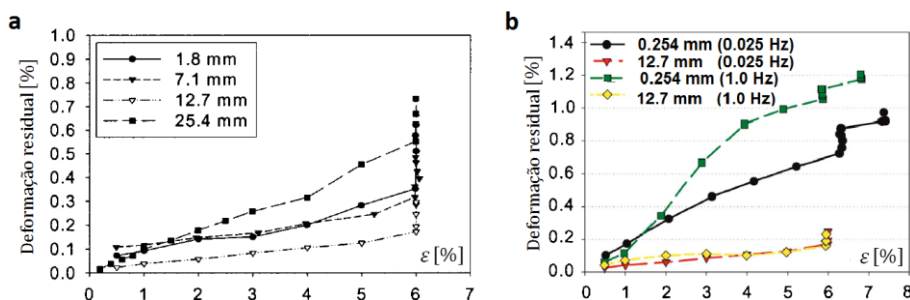 a
Deformação residual [%]
1.0
0.9
0.8
0.7
0.6
0.5
0.4
0.3
0.2
0.1
0.0
1.8 mm
7.1 mm
12.7 mm
25.4 mm
ε [%]
0 1 2 3 4 5 6 7
b
Deformação residual [%]
1.4
1.2
1.0
0.8
0.6
0.4
0.2
0.0
0.254 mm (0.025 Hz)
12.7 mm (0.025 Hz)
0.254 mm (1.0 Hz)
12.7 mm (1.0 Hz)
ε [%]
0 1 2 3 4 5 6 7 8